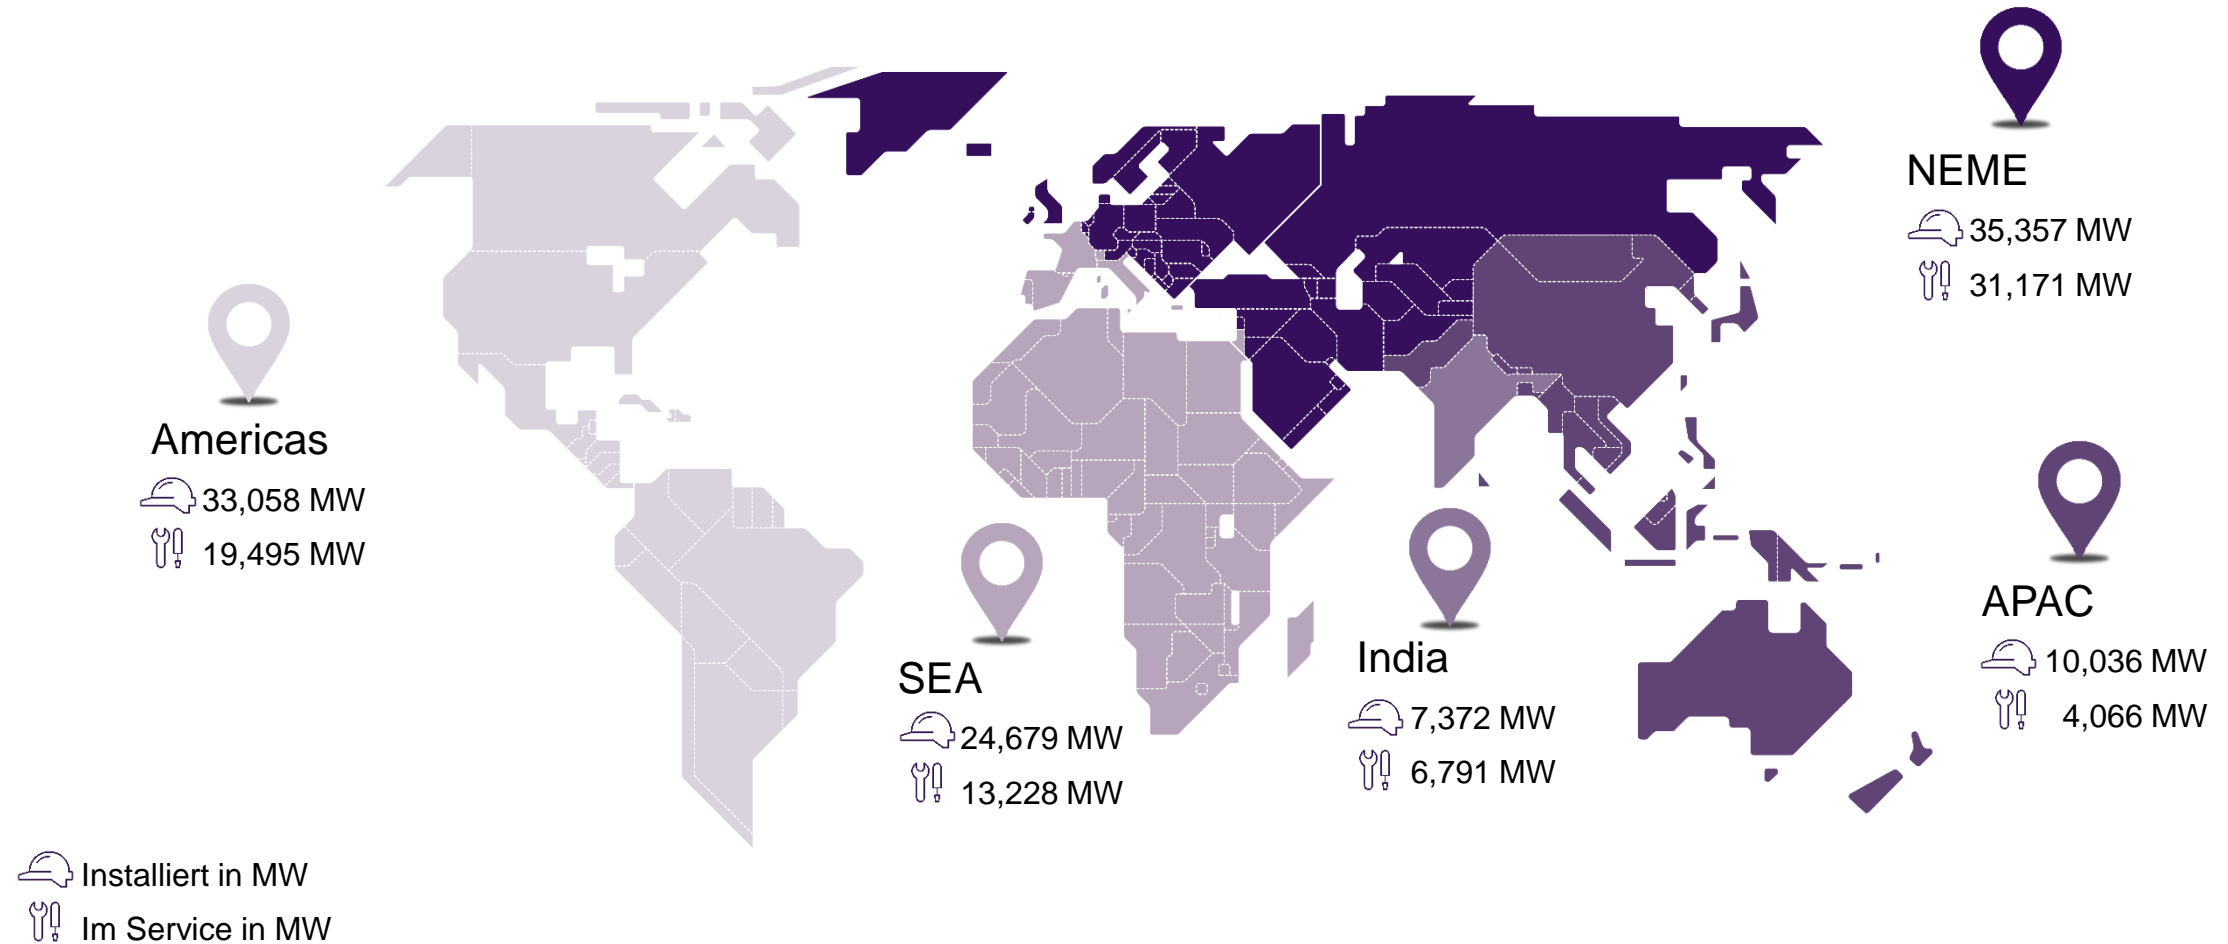 NEME
35,357 MW
31,171 MW
Americas
33,058 MW
19,495 MW
SEA
24,679 MW
13,228 MW
India
7,372 MW
6,791 MW
APAC
10,036 MW
4,066 MW
Installiert in MW
Im Service in MW